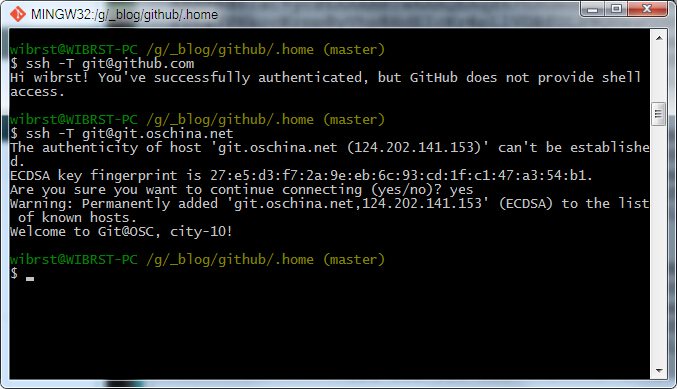 MINGW32:/g/_blog/github/.home
wibrst@WIBRST-PC /g/_blog/github/.home (master)
$ ssh -T git@github.com
Hi wibrst! You've successfully authenticated, but GitHub does not provide shell
access.
wibrst@WIBRST-PC /g/_blog/github/.home (master)
$ ssh -T git@git.oschina.net
The authenticity of host 'git.oschina.net (124.202.141.153)' can't be establishe
d.
ECDSA key fingerprint is 27:e5:d3:f7:2a:9e:eb:6c:93:cd:1f:c1:47:a3:54:b1.
Are you sure you want to continue connecting (yes/no)? yes
Warning: Permanently added 'git.oschina.net,124.202.141.153' (ECDSA) to the list
 of known hosts.
Welcome to Git@OSC, city-10!
wibrst@WIBRST-PC /g/_blog/github/.home (master)
$